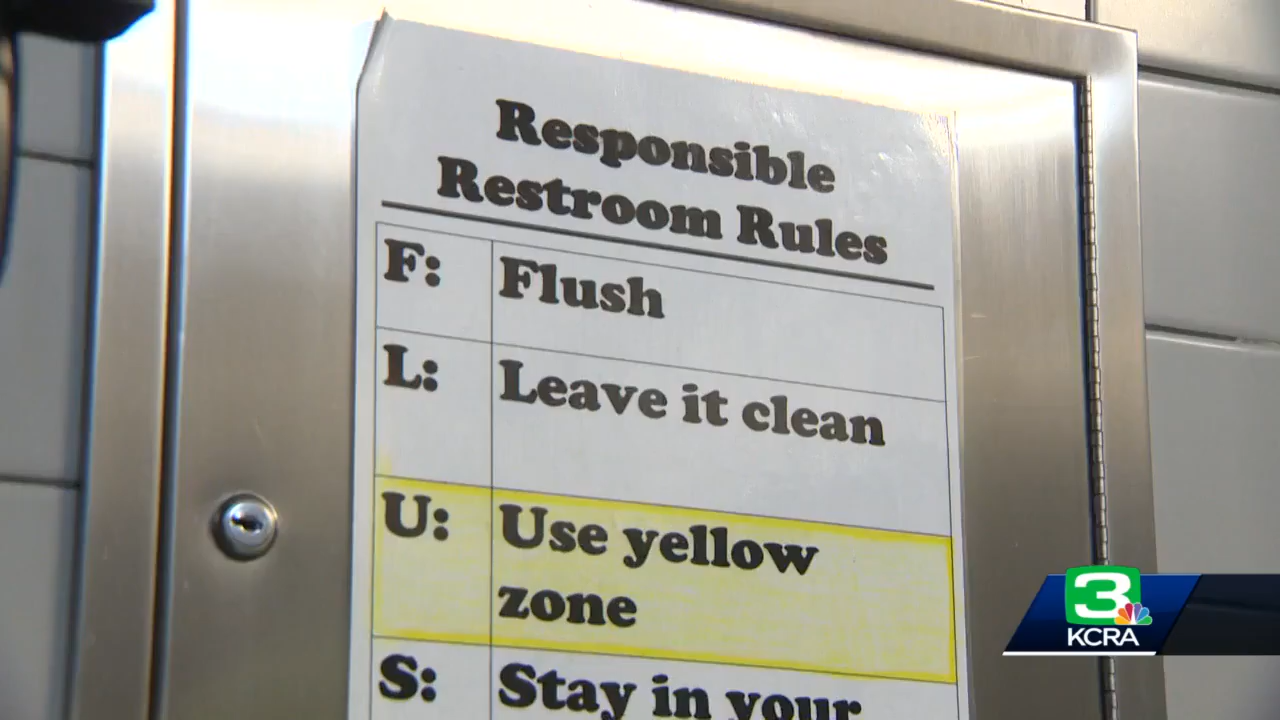 Responsible
Restroom Rules
F: Flush
L: Leave it clean
U: Use yellow
zone
S: Stay in your
3
KCRA